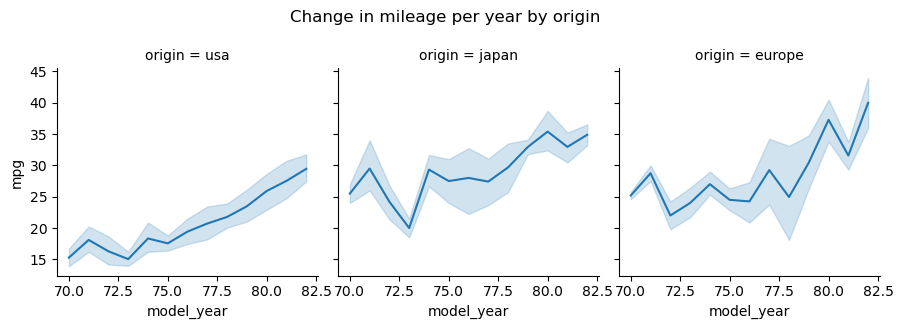 Change in mileage per year by origin
origin = usa
origin = japan
origin = europe
mpg
45
40
35
30
25
20
15
70.0 72.5 75.0 77.5 80.0 82.5
70.0 72.5 75.0 77.5 80.0 82.5
70.0 72.5 75.0 77.5 80.0 82.5
model_year
model_year
model_year